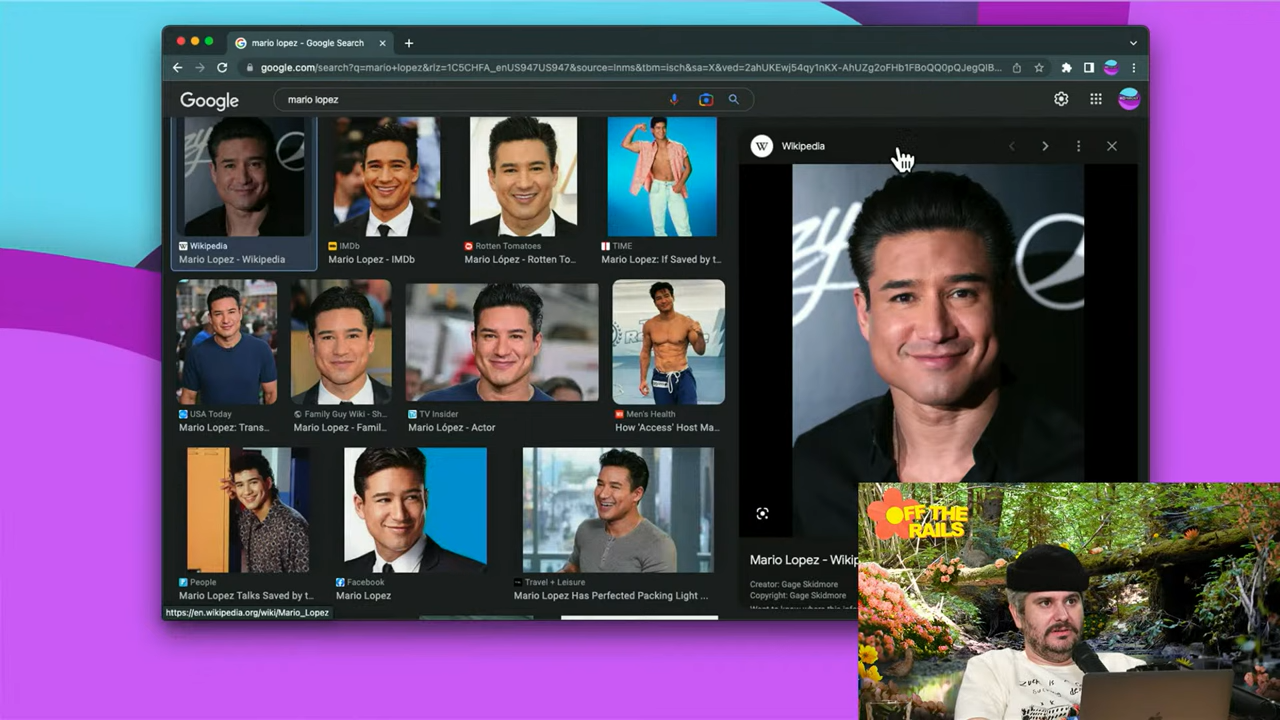 mario lopez - Google Search
google.com/search?q=mario+lopez&rlz=1C5CHFA_enUS947US947&source=lnms&tbm=isch&sa=X&ved=2ahUKEwj54qy1nKX-AhUZg2oFHb1FBoQQ0pQJegQIB...
Google
mario lopez
W Wikipedia
zy
Wikipedia
Mario Lopez - Wikipedia
IMDb
Mario Lopez - IMDb
Rotten Tomatoes
Mario López - Rotten To...
TIME
Mario Lopez: If Saved by t...
USA Today
Mario Lopez: Trans...
Family Guy Wiki - Sh...
Mario Lopez - Famil...
TV Insider
Mario López - Actor
Men's Health
How 'Access' Host Ma...
People
Mario Lopez Talks Saved by t...
Facebook
Mario Lopez
Travel + Leisure
Mario Lopez Has Perfected Packing Light ...
https://en.wikipedia.org/wiki/Mario_Lopez
Mario Lopez - Wikip
Creator: Gage Skidmore
Copyright: Gage Skidmore
OFF THE
RAILS